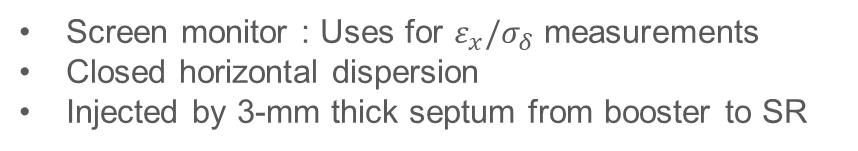 • Screen monitor : Uses for εx/σδ measurements
• Closed horizontal dispersion
• Injected by 3-mm thick septum from booster to SR